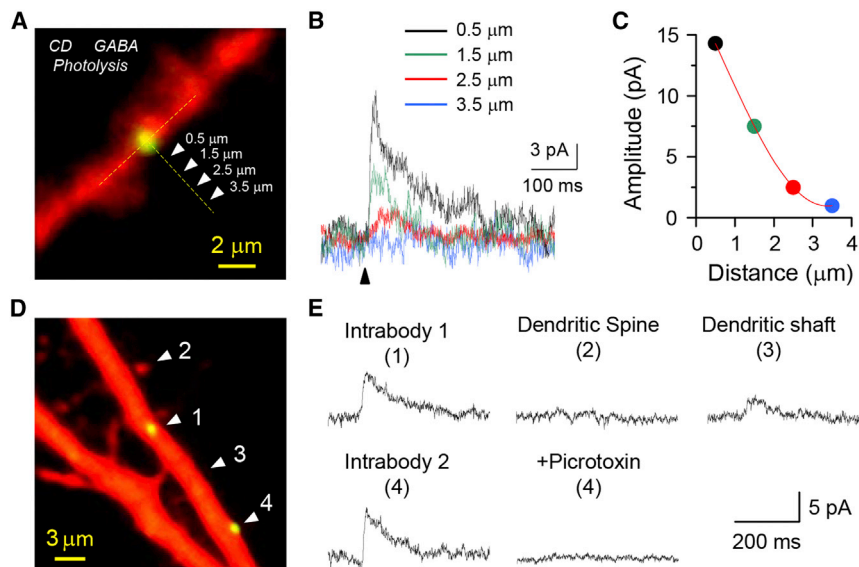 A
CD GABA
Photolysis
0.5 μm
1.5 μm
2.5 μm
3.5 μm
2 μm
B
0.5 μm
1.5 μm
2.5 μm
3.5 μm
3 pA
100 ms
C
15
10
5
0
Amplitude (pA)
0 1 2 3 4
Distance (μm)
D
2
1
3
4
3 μm
E
Intrabody 1
(1)
Dendritic Spine
(2)
Dendritic shaft
(3)
Intrabody 2
(4)
+Picrotoxin
(4)
5 pA
200 ms